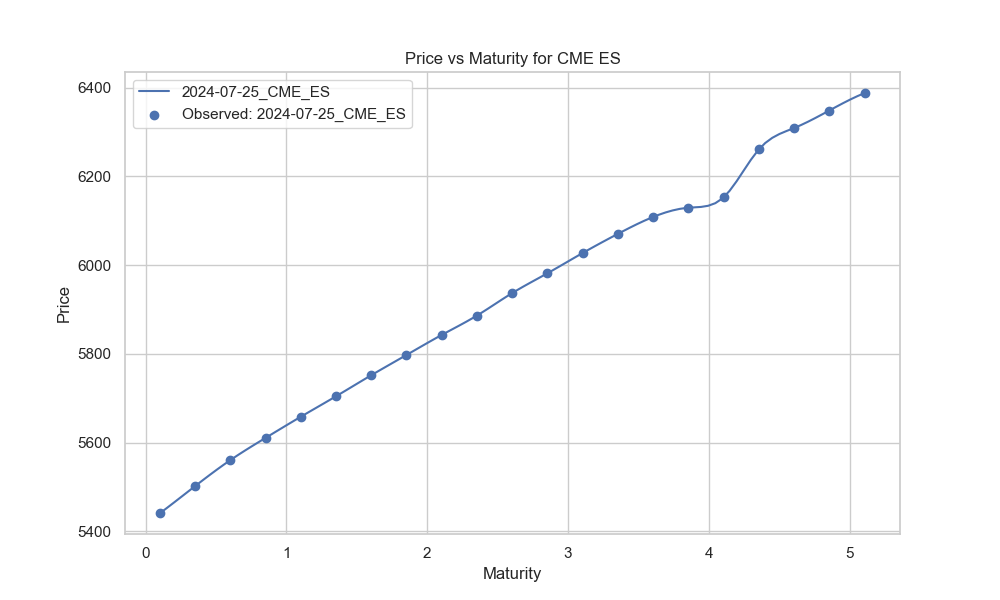 Price vs Maturity for CME ES
2024-07-25_CME_ES
Observed: 2024-07-25_CME_ES
6400
6200
6000
5800
5600
5400
Price
0 1 2 3 4 5
Maturity